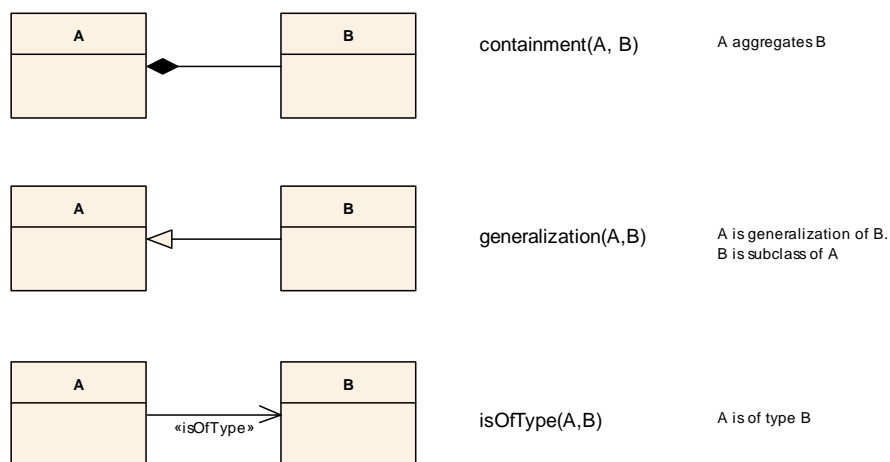 A
B
containment(A, B)
A aggregates B
A
B
generalization(A,B)
A is generalization of B.
B is subclass of A
A
B
«isOfType»
isOfType(A,B)
A is of type B